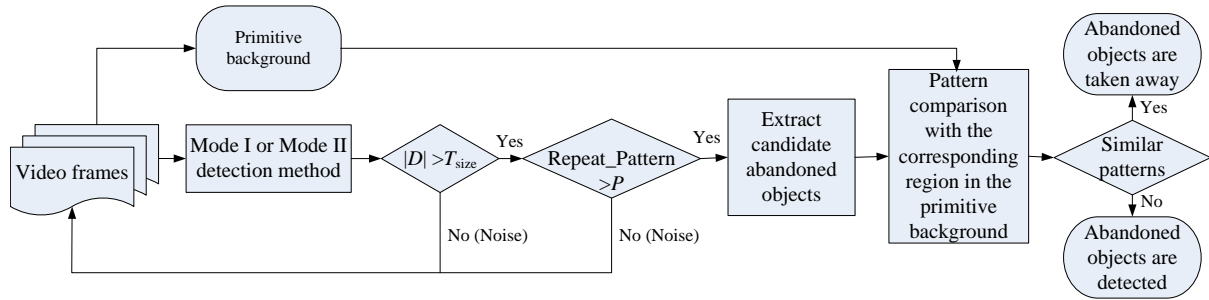 Primitive
background
Video frames
Mode I or Mode II
detection method
|D| >Tsize
Yes
No (Noise)
Repeat_Pattern
>P
Yes
No (Noise)
Extract
candidate
abandoned
objects
Pattern
comparison
with the
corresponding
region in the
primitive
background
Similar
patterns
Yes
Abandoned
objects are
taken away
No
Abandoned
objects are
detected